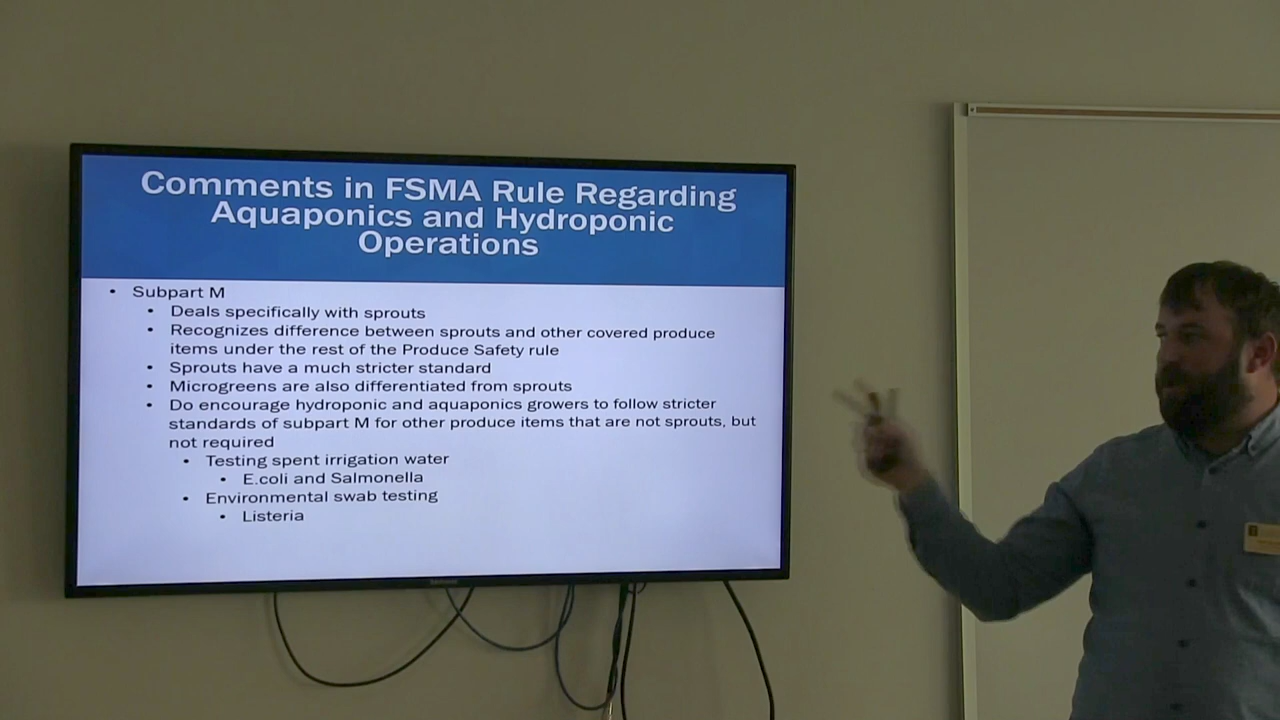 Comments in FSMA Rule Regarding
Aquaponics and Hydroponic
Operations
• Subpart M
• Deals specifically with sprouts
• Recognizes difference between sprouts and other covered produce
items under the rest of the Produce Safety rule
• Sprouts have a much stricter standard
• Microgreens are also differentiated from sprouts
• Do encourage hydroponic and aquaponics growers to follow stricter
standards of subpart M for other produce items that are not sprouts, but
not required
• Testing spent irrigation water
• E.coli and Salmonella
• Environmental swab testing
• Listeria